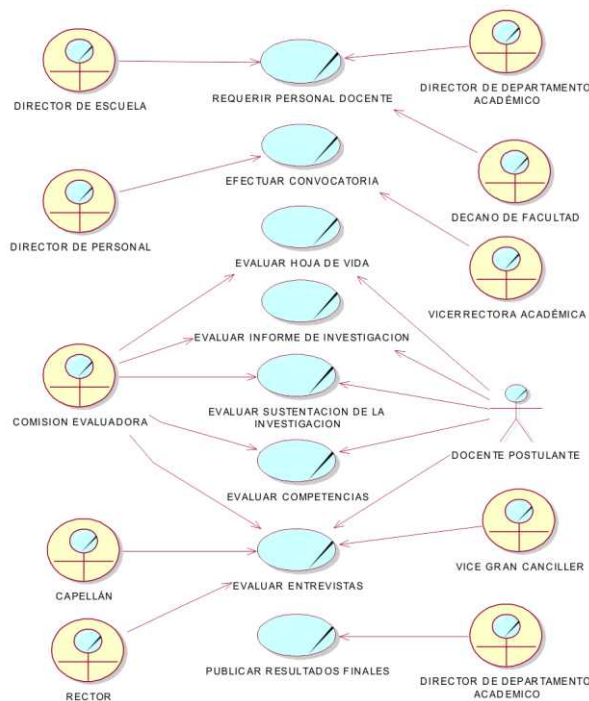 DIRECTOR DE ESCUELA
REQUERIR PERSONAL DOCENTE
DIRECTOR DE DEPARTAMENTO
ACADÉMICO
EFECTUAR CONVOCATORIA
DECANO DE FACULTAD
DIRECTOR DE PERSONAL
EVALUAR HOJA DE VIDA
VICERRECTORA ACADÉMICA
EVALUAR INFORME DE INVESTIGACION
COMISION EVALUADORA
EVALUAR SUSTENTACION DE LA
INVESTIGACION
DOCENTE POSTULANTE
EVALUAR COMPETENCIAS
CAPELLÁN
EVALUAR ENTREVISTAS
VICE GRAN CANCILLER
RECTOR
PUBLICAR RESULTADOS FINALES
DIRECTOR DE DEPARTAMENTO
ACADEMICO